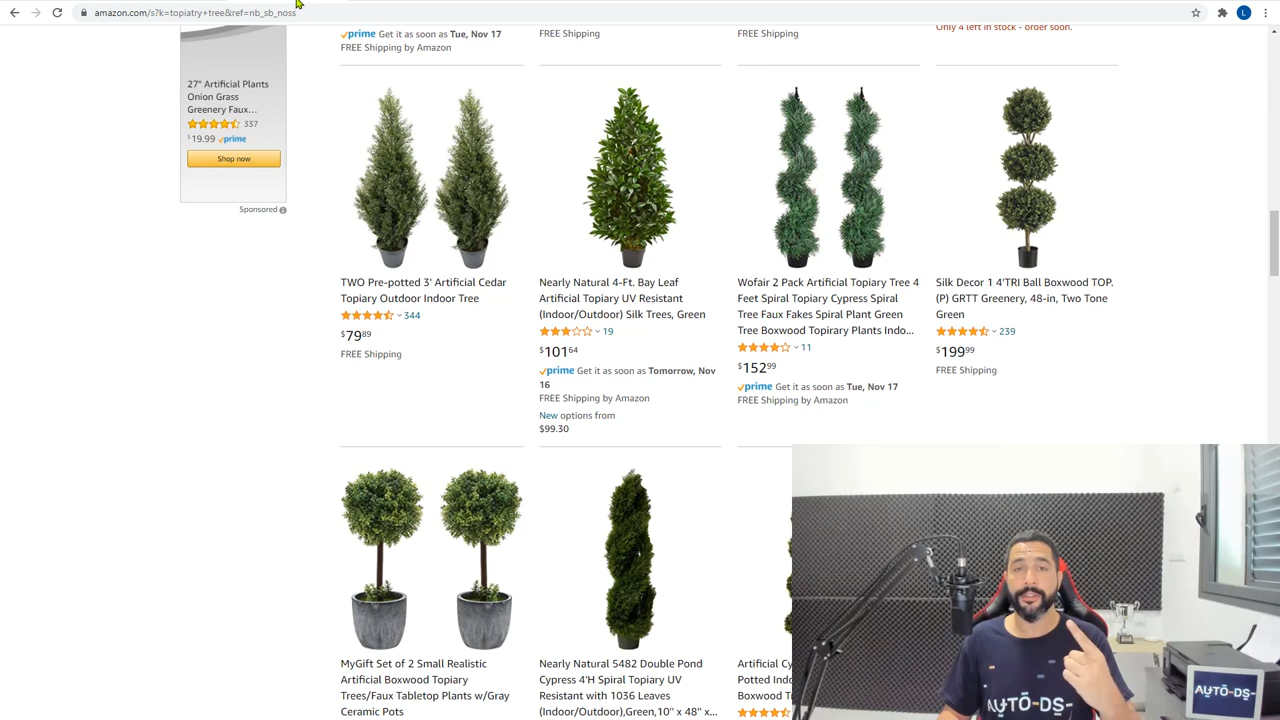 amazon.com/s?k=topiatry+tree&ref=nb_sb_noss
L
27" Artificial Plants
Onion Grass
Greenery Faux...
337
$19.99 prime
Shop now
Sponsored
prime Get it as soon as Tue, Nov 17
FREE Shipping by Amazon
FREE Shipping
FREE Shipping
Only 4 left in stock - order soon.
TWO Pre-potted 3' Artificial Cedar
Topiary Outdoor Indoor Tree
344
$7989
FREE Shipping
Nearly Natural 4-Ft. Bay Leaf
Artificial Topiary UV Resistant
(Indoor/Outdoor) Silk Trees, Green
19
$10164
prime Get it as soon as Tomorrow, Nov
16
FREE Shipping by Amazon
New options from
$99.30
Wofair 2 Pack Artificial Topiary Tree 4
Feet Spiral Topiary Cypress Spiral
Tree Faux Fakes Spiral Plant Green
Tree Boxwood Topirary Plants Indo...
11
$15299
prime Get it as soon as Tue, Nov 17
FREE Shipping by Amazon
Silk Decor 1 4'TRI Ball Boxwood TOP.
(P) GRTT Greenery, 48-in, Two Tone
Green
239
$19999
FREE Shipping
MyGift Set of 2 Small Realistic
Artificial Boxwood Topiary
Trees/Faux Tabletop Plants w/Gray
Ceramic Pots
Nearly Natural 5482 Double Pond
Cypress 4'H Spiral Topiary UV
Resistant with 1036 Leaves
(Indoor/Outdoor),Green,10" x 48" x...
Artificial Cy
Potted Indo
Boxwood T
AUTO-DS-
AUTO-DS-